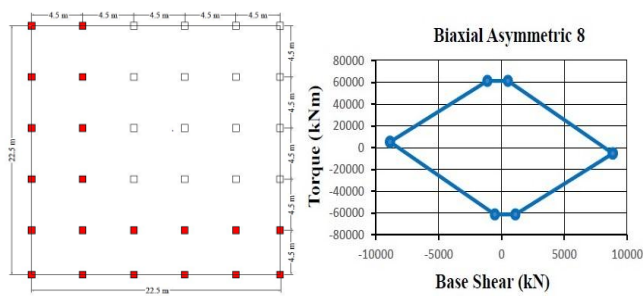 4.5 m 4.5 m 4.5 m 4.5 m 4.5 m
4.5 m
4.5 m
4.5 m
4.5 m
4.5 m
22.5 m
22.5 m
Biaxial Asymmetric 8
Torque (kNm)
80000
60000
40000
20000
0
-20000
-40000
-60000
-80000
-10000 -5000 0 5000 10000
Base Shear (kN)